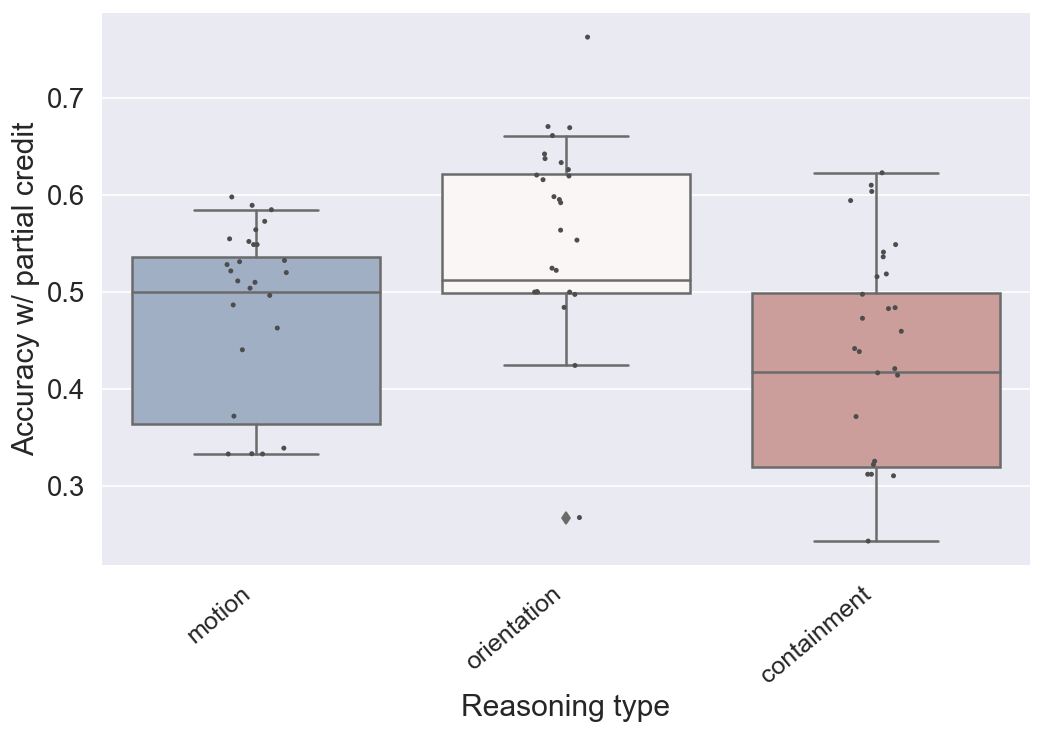 Accuracy w/ partial credit
0.7
0.6
0.5
0.4
0.3
motion
orientation
containment
Reasoning type